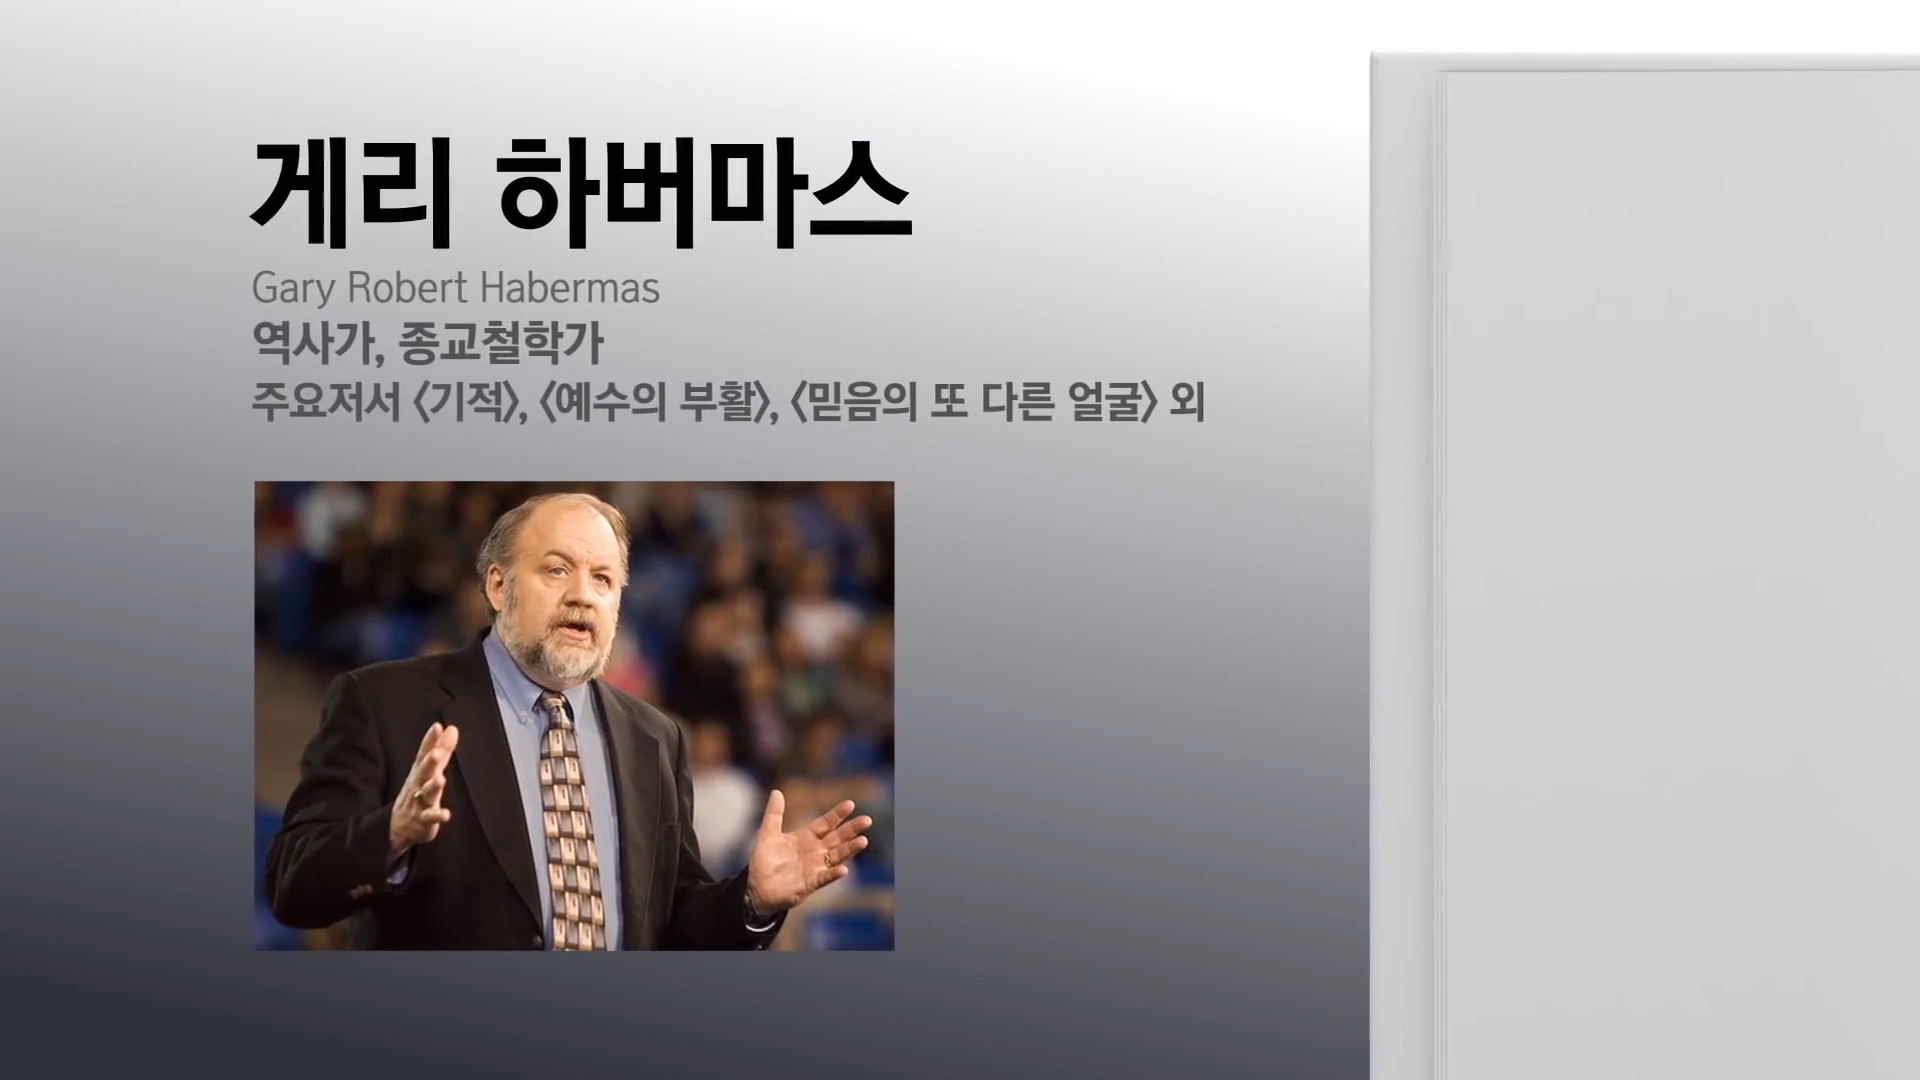 게리 하버마스
Gary Robert Habermas
역사가, 종교철학가
주요저서 〈기적〉, 〈예수의 부활〉, 〈믿음의 또 다른 얼굴〉 외